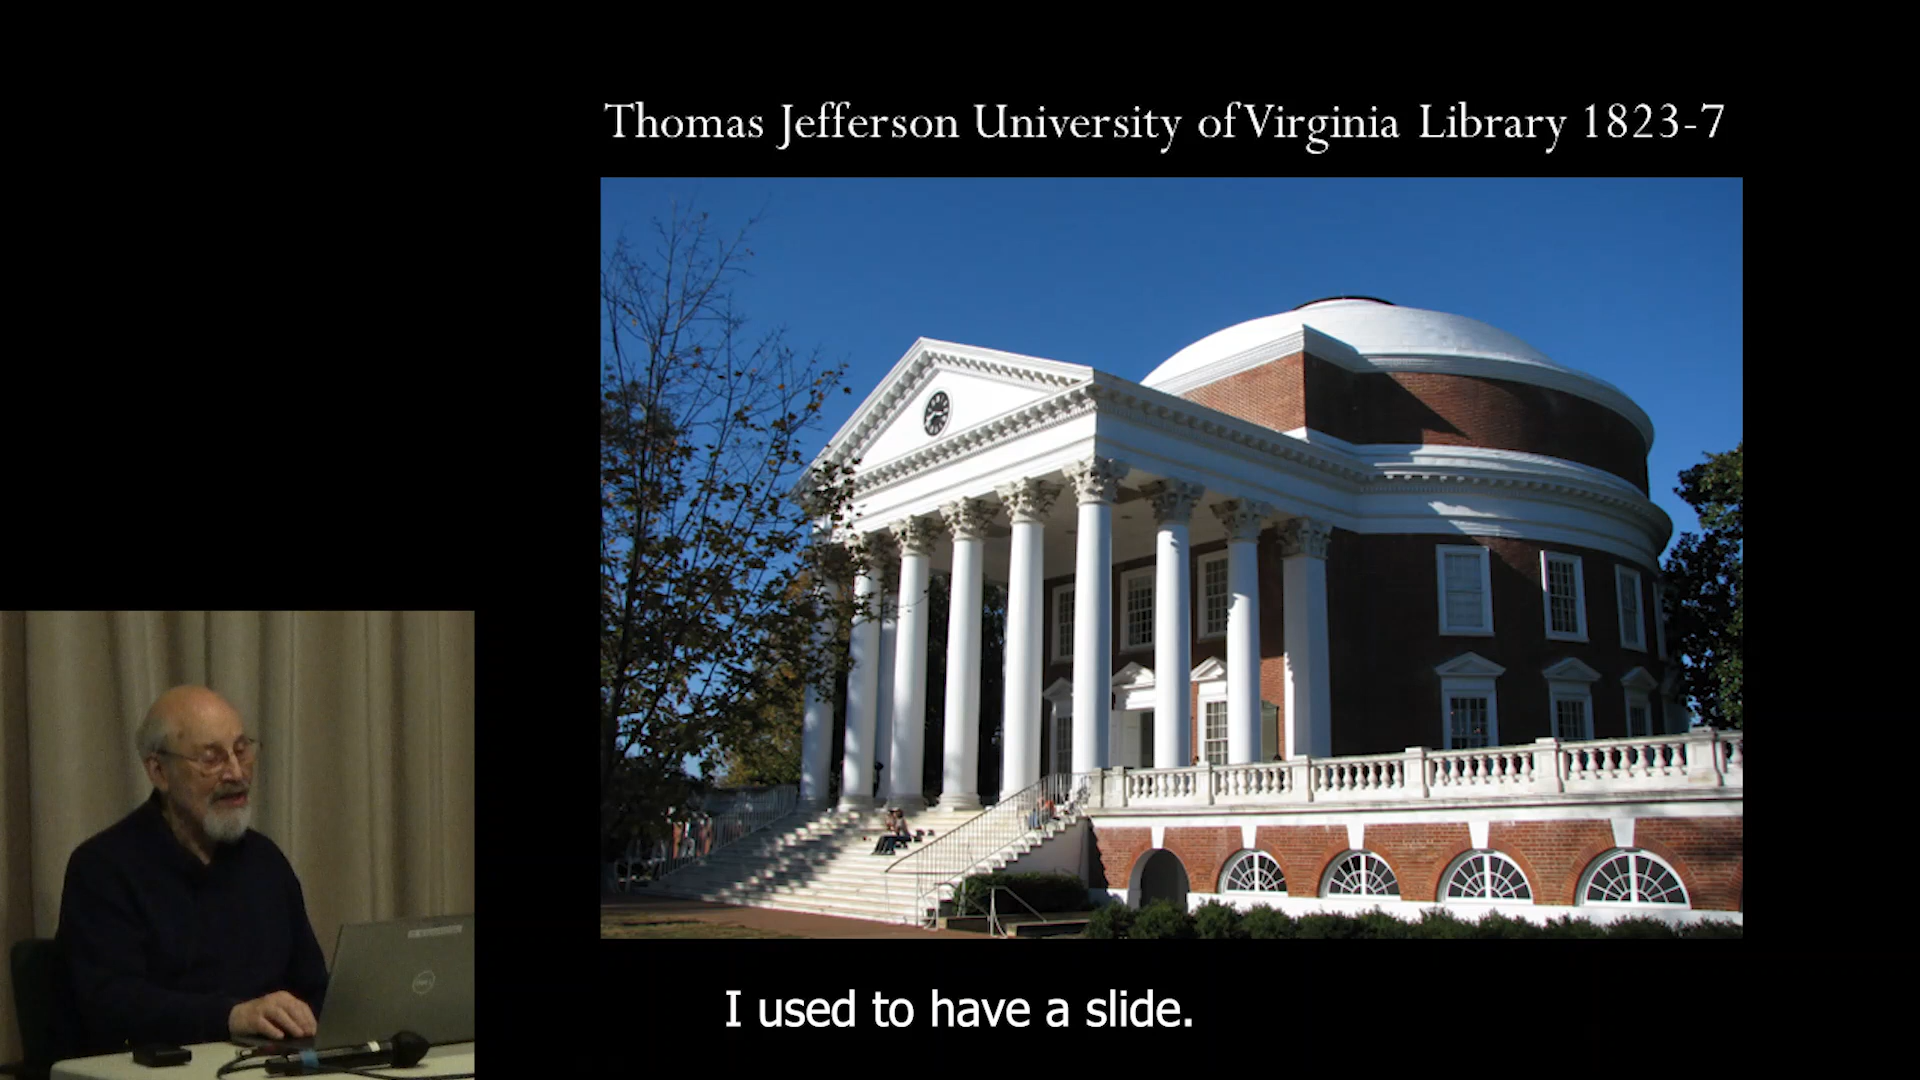 Thomas Jefferson University of Virginia Library 1823-7
I used to have a slide.